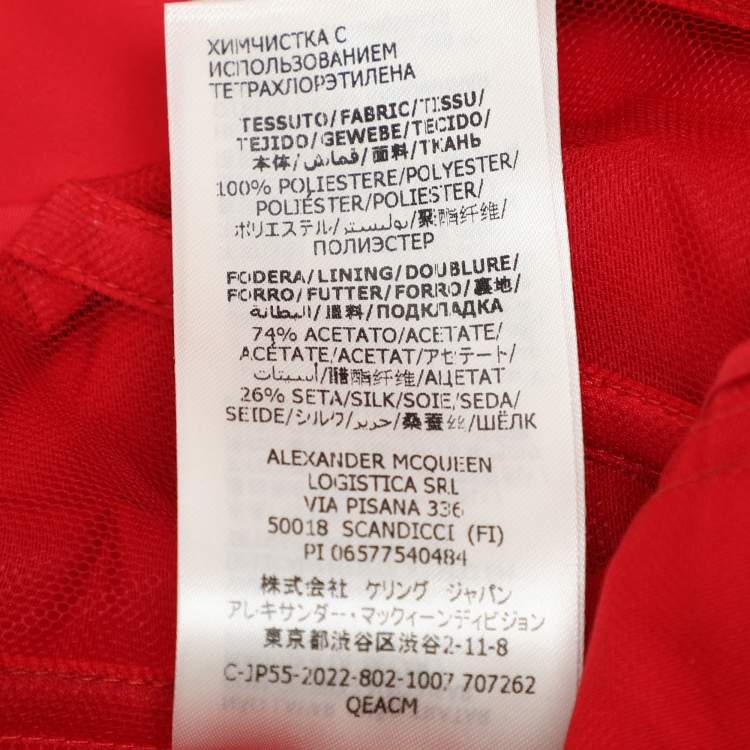 ХИМЧИСТКА С
ИСПОЛЬЗОВАНИЕМ
ТЕТРАХЛОРЭТИЛЕНА
TESSUTO/FABRIC/TISSU/
TEJIDO/GEWEBE/TECIDO/
本体/قماش/面料/ТКАНЬ
100% POLIESTERE/POLYESTER/
POLYESTER/POLIESTER/
ポリエステル/بوليستر/聚酯纤维/
ПОЛИЭСТЕР
FODERA/LINING/DOUBLURE/
FORRO/FUTTER/FORRO/裏地/
البطانة/里料/ПОДКЛАДКА
74% ACETATO/ACETATE/
ACÉTATE/ACETAT/アセテート/
أسيتات/醋酯纤维/АЦЕТАТ
26% SETA/SILK/SOIE/SEDA/
SEIDE/シルク/حرير/桑蚕丝/ШЁЛК
ALEXANDER MCQUEEN
LOGISTICA SRL
VIA PISANA 336
50018 SCANDICCI (FI)
PI 06577540484
株式会社 ケリング ジャパン
アレキサンダー・マックィーンディビジョン
東京都渋谷区渋谷2-11-8
C-JP55-2022-802-1007 707262
QEACM